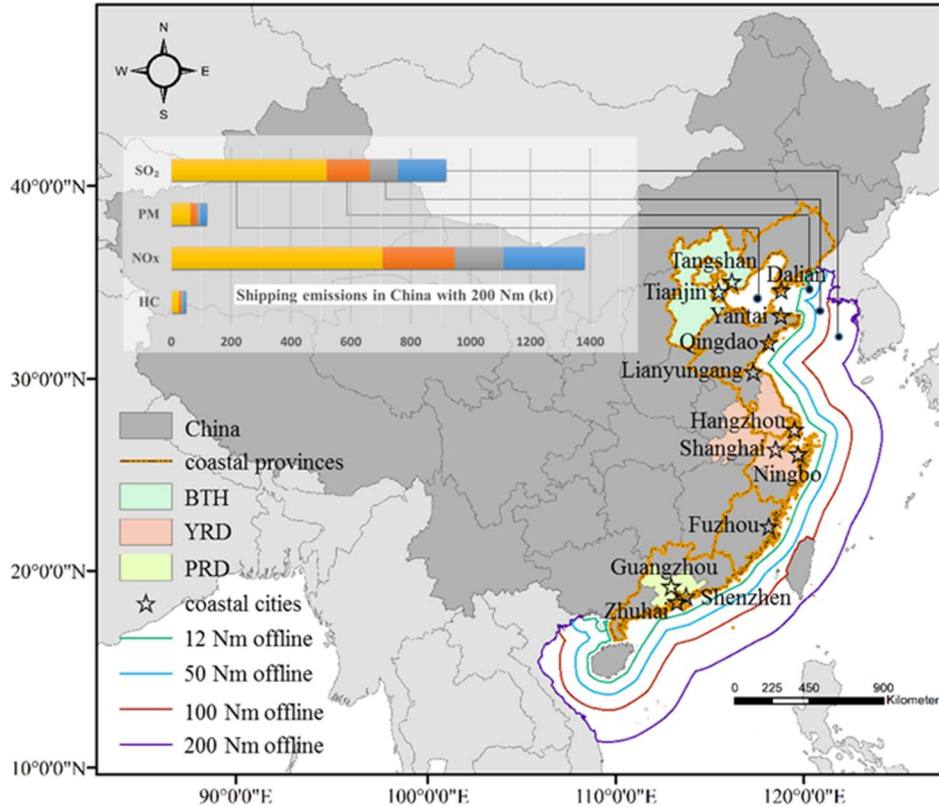 N
W E
S
SO₂
PM
NOx
HC
Shipping emissions in China with 200 Nm (kt)
0 200 400 600 800 1000 1200 1400
40°0'0"N
30°0'0"N
20°0'0"N
10°0'0"N
Tangshan
Dalian
Tianjin
Yantai
Qingdao
Lianyungang
Hangzhou
Shanghai
Ningbo
Fuzhou
Guangzhou
Shenzhen
Zhuhai
China
coastal provinces
BTH
YRD
PRD
coastal cities
12 Nm offline
50 Nm offline
100 Nm offline
200 Nm offline
0 225 450 900
Kilometer
90°0'0"E 100°0'0"E 110°0'0"E 120°0'0"E